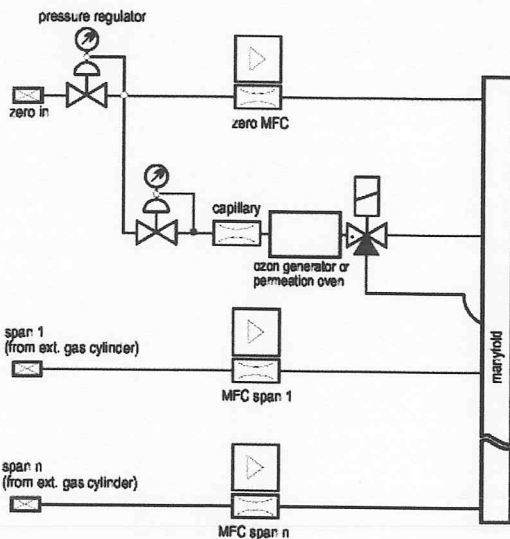 pressure regulator
zero in
zero MFC
capillary
ozon generator or
permeation oven
span 1
(from ext. gas cylinder)
MFC span 1
manyfold
span n
(from ext. gas cylinder)
MFC span n